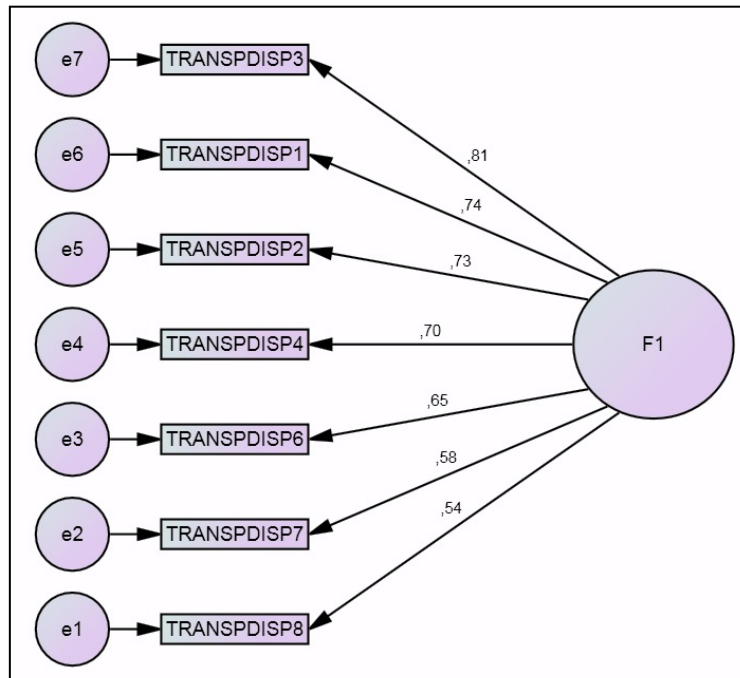 e7 TRANSPDISP3
,81
e6 TRANSPDISP1
,74
e5 TRANSPDISP2
,73
e4 TRANSPDISP4
,70
F1
e3 TRANSPDISP6
,65
e2 TRANSPDISP7
,58
e1 TRANSPDISP8
,54